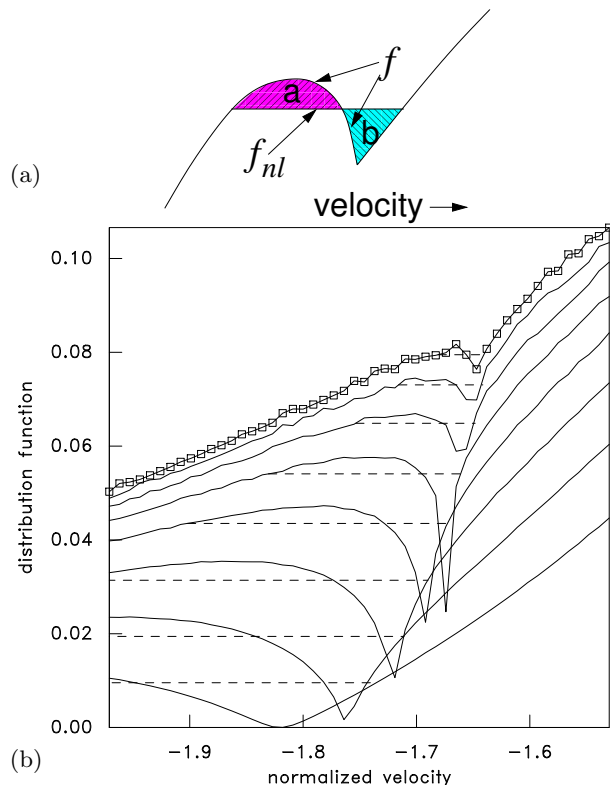 f
a
b
f_nl
(a)
velocity
0.10
0.08
0.06
0.04
0.02
0.00
distribution function
−1.9 −1.8 −1.7 −1.6
(b)
normalized velocity